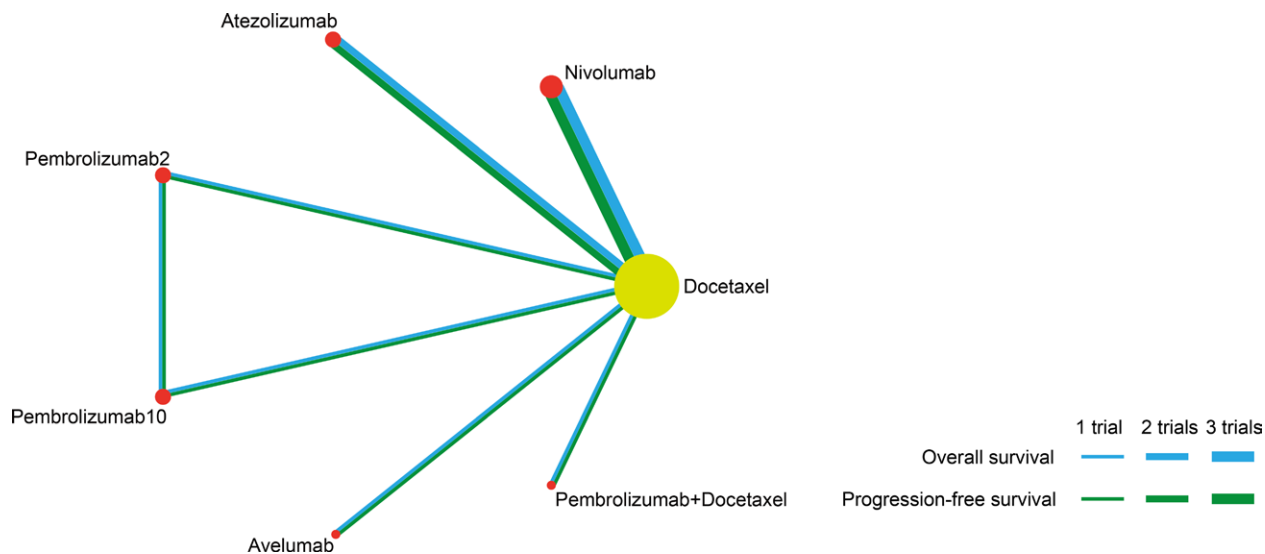 Atezolizumab
Nivolumab
Pembrolizumab2
Docetaxel
Pembrolizumab10
Pembrolizumab+Docetaxel
Avelumab
1 trial 2 trials 3 trials
Overall survival
Progression-free survival